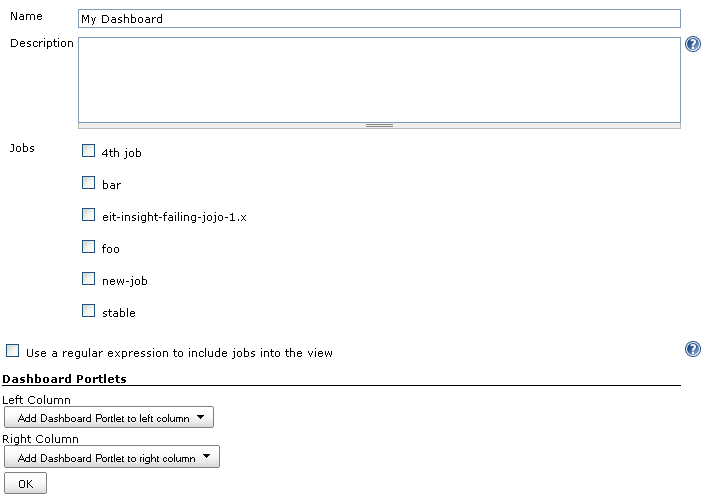 Name My Dashboard
Description
Jobs
4th job
bar
eit-insight-failing-jojo-1.x
foo
new-job
stable
Use a regular expression to include jobs into the view
Dashboard Portlets
Left Column
Add Dashboard Portlet to left column
Right Column
Add Dashboard Portlet to right column
OK